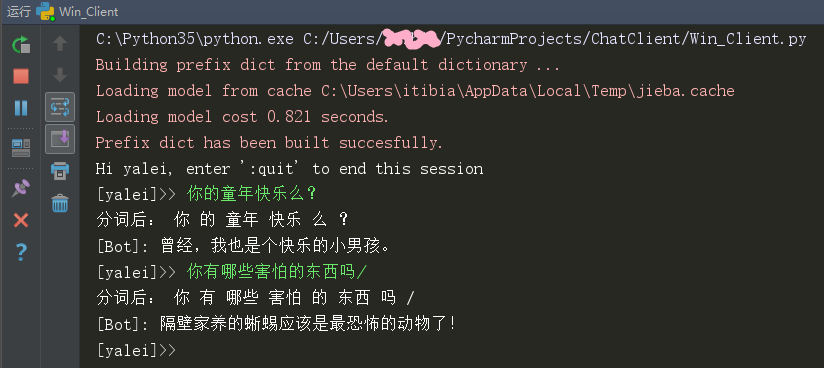 运行 Win_Client
C:\Python35\python.exe C:/Users/ /PycharmProjects/ChatClient/Win_Client.py
Building prefix dict from the default dictionary ...
Loading model from cache C:\Users\itibia\AppData\Local\Temp\jieba.cache
Loading model cost 0.821 seconds.
Prefix dict has been built succesfully.
Hi yalei, enter ':quit' to end this session
[yalei]>> 你的童年快乐么?
分词后: 你 的 童年 快乐 么 ?
[Bot]: 曾经，我也是个快乐的小男孩。
[yalei]>> 你有哪些害怕的东西吗/
分词后: 你 有 哪些 害怕 的 东西 吗 /
[Bot]: 隔壁家养的蜥蜴应该是最恐怖的动物了!
[yalei]>>